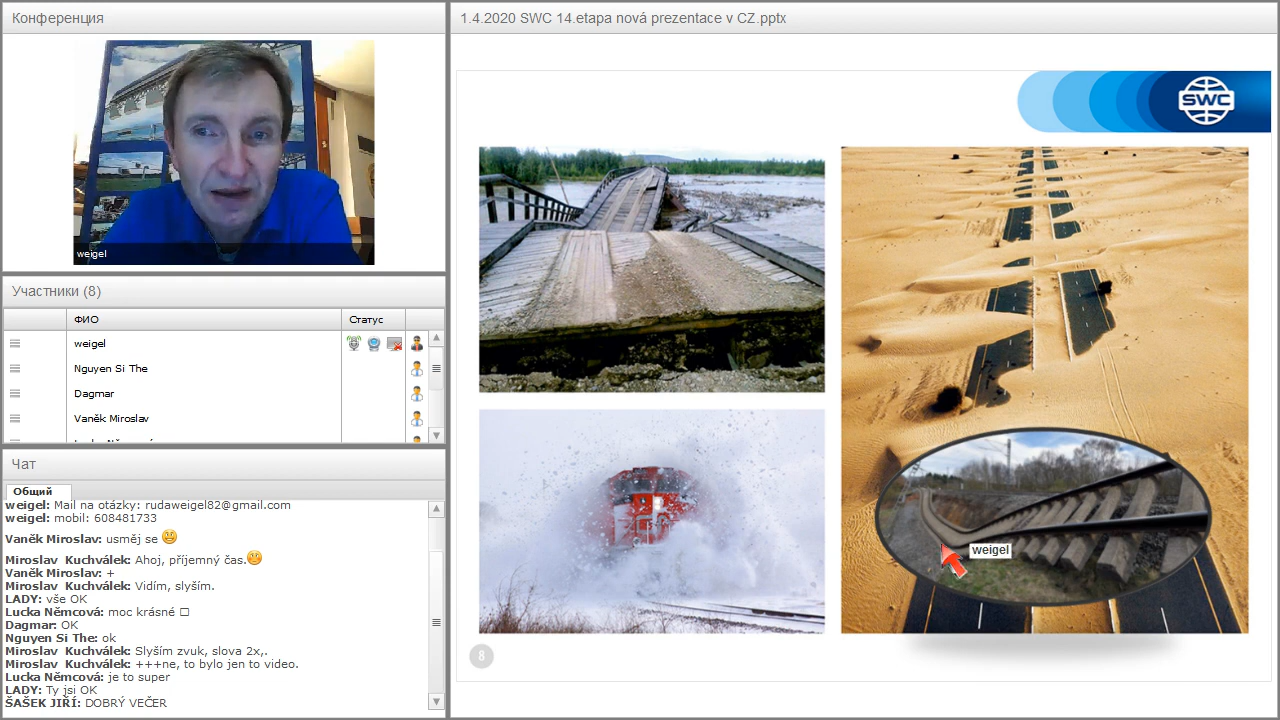 Конференция
weigel
Участники (8)
ФИО
Статус
weigel
Nguyen Si The
Dagmar
Vaněk Miroslav
Чат
Общий
weigel: Mail na otázky: rudaweigel82@gmail.com
weigel: mobil: 608481733
Vaněk Miroslav: usměj se
Miroslav Kuchválek: Ahoj, příjemný čas.
Vaněk Miroslav: +
Miroslav Kuchválek: Vidím, slyším.
LADY: vše OK
Lucka Němcová: moc krásné □
Dagmar: OK
Nguyen Si The: ok
Miroslav Kuchválek: Slyším zvuk, slova 2x,.
Miroslav Kuchválek: +++ne, to bylo jen to video.
Lucka Němcová: je to super
LADY: Ty jsi OK
ŠAŠEK JIŘÍ: DOBRÝ VEČER
1.4.2020 SWC 14.etapa nová prezentace v CZ.pptx
SWC
weigel
8